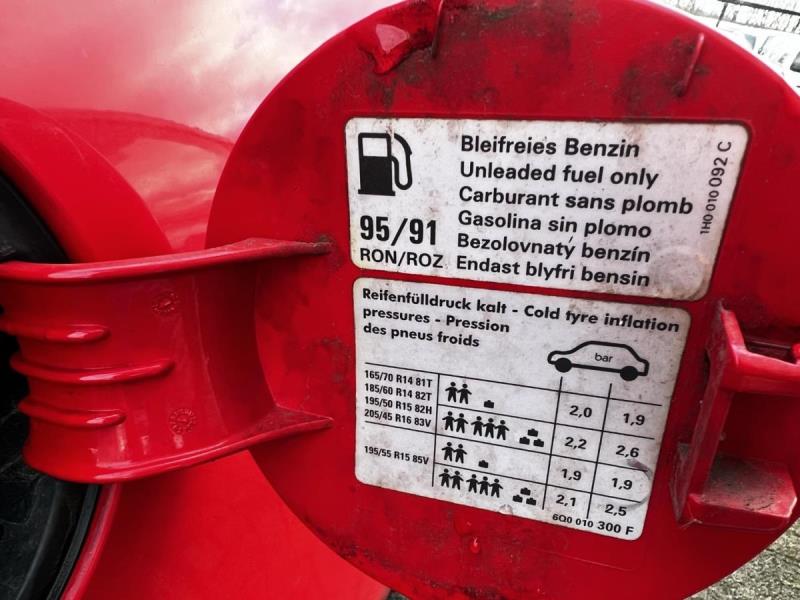 Bleifreies Benzin
Unleaded fuel only
Carburant sans plomb
Gasolina sin plomo
Bezolovnatý benzín
Endast blyfri bensin
95/91
RON/ROZ
1H0 010 092 C
Reifenfülldruck kalt - Cold tyre inflation
pressures - Pression
des pneus froids
bar
165/70 R14 81T
185/60 R14 82T
195/50 R15 82H
205/45 R16 83V
2,0 1,9
2,2 2,6
195/55 R15 85V
1,9 1,9
2,1 2,5
6Q0 010 300 F